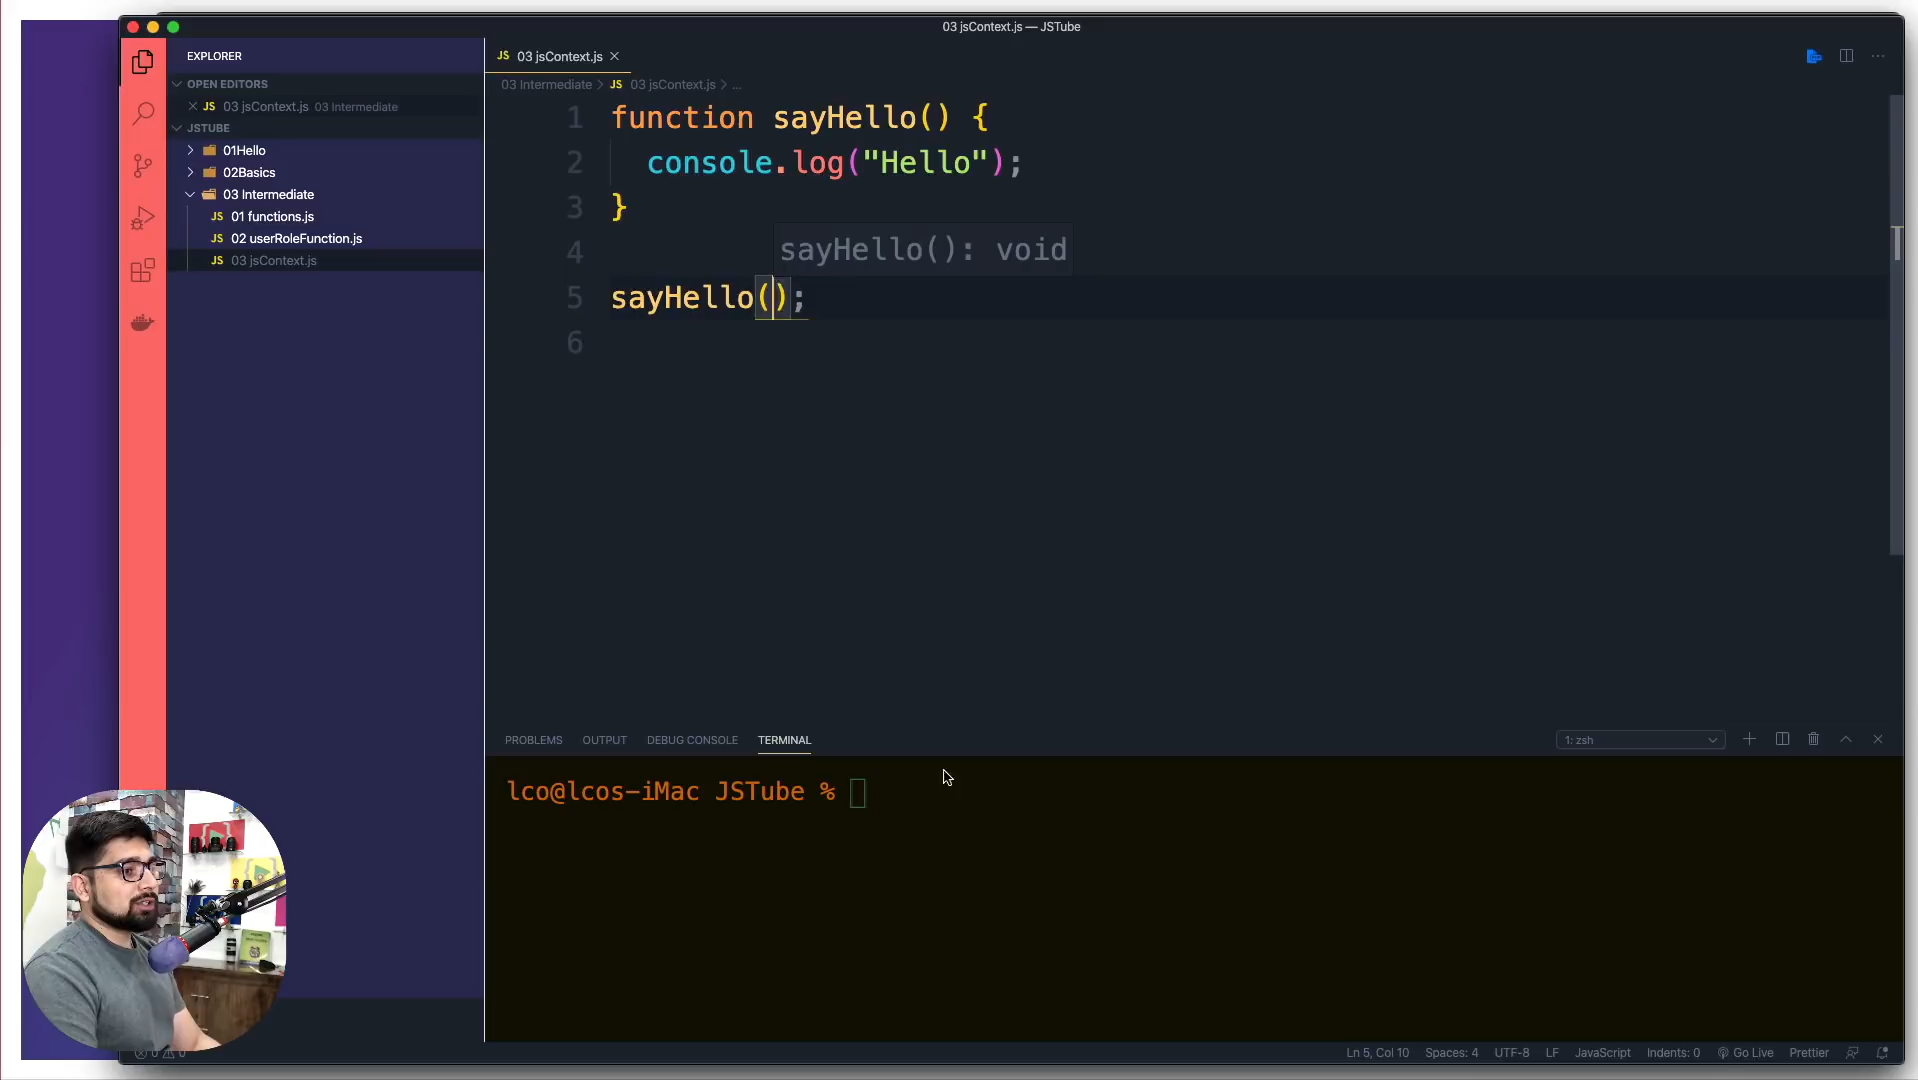 03 jsContext.js — JSTube
EXPLORER
OPEN EDITORS
JS 03 jsContext.js 03 Intermediate
JSTUBE
01Hello
02Basics
03 Intermediate
JS 01 functions.js
JS 02 userRoleFunction.js
JS 03 jsContext.js
JS 03 jsContext.js
03 Intermediate > JS 03 jsContext.js > ...
1 function sayHello() {
2 console.log("Hello");
3 }
4 sayHello(): void
5 sayHello();
6
PROBLEMS OUTPUT DEBUG CONSOLE TERMINAL 1: zsh
lco@lcos-iMac JSTube %
0 0 Ln 5, Col 10 Spaces: 4 UTF-8 LF JavaScript Indents: 0 Go Live Prettier